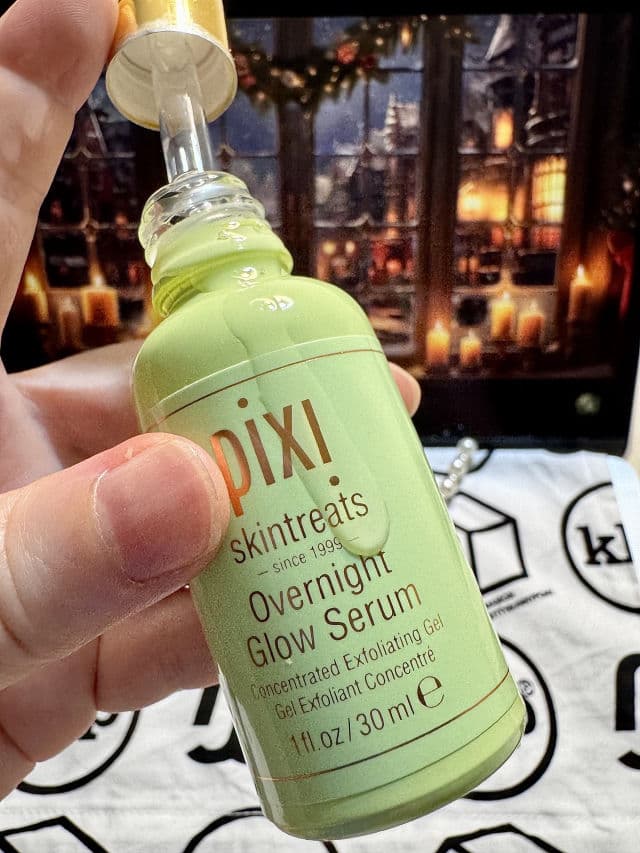 pixi
skintreats
– since 1999 –
Overnight
Glow Serum
Concentrated Exfoliating Gel
Gel Exfoliant Concentré
1 fl.oz / 30 ml ℮